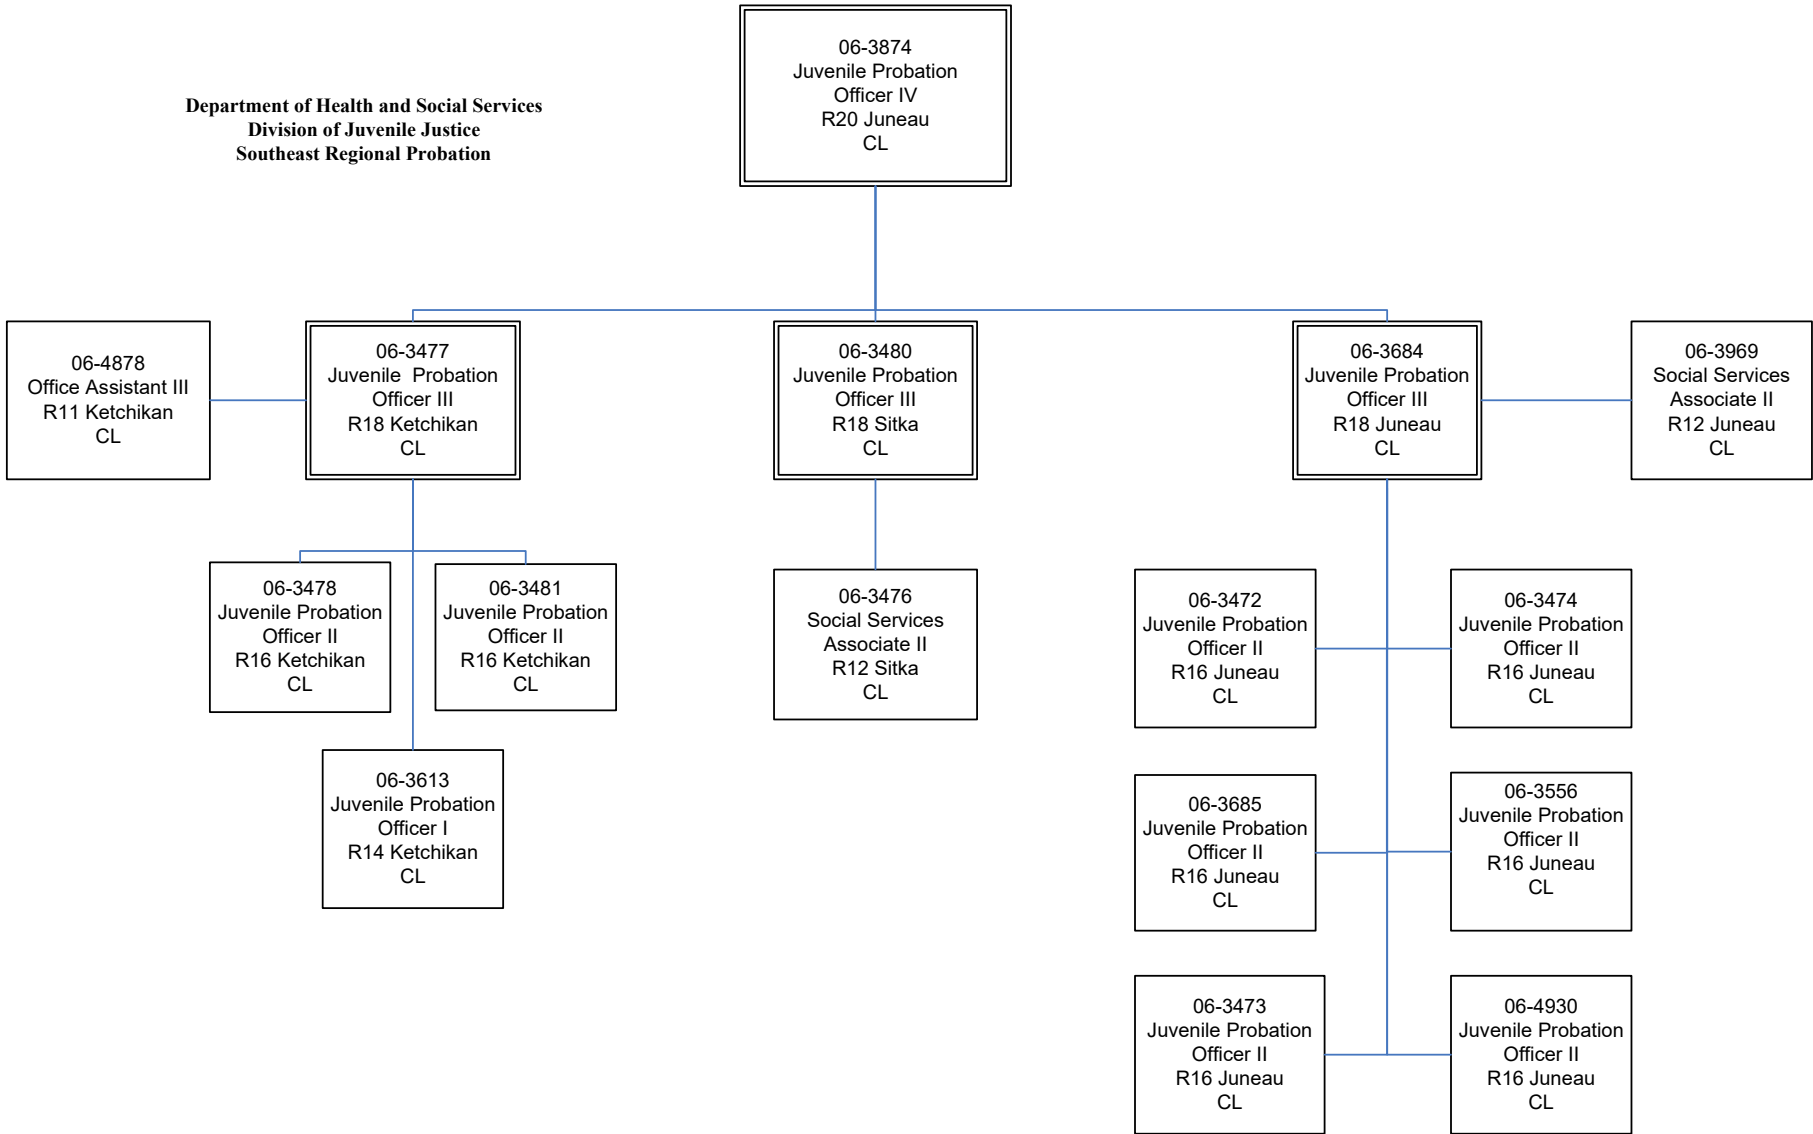 06-3874
Juvenile Probation
Officer IV
R20 Juneau
CL
Department of Health and Social Services
Division of Juvenile Justice
Southeast Regional Probation
06-4878
Office Assistant III
R11 Ketchikan
CL
06-3477
Juvenile  Probation
Officer III
R18 Ketchikan
CL
06-3480
Juvenile Probation
Officer III
R18 Sitka
CL
06-3684
Juvenile Probation
Officer III
R18 Juneau
CL
06-3969
Social Services
Associate II
R12 Juneau
CL
06-3478
Juvenile Probation
Officer II
R16 Ketchikan
CL
06-3481
Juvenile Probation
Officer II
R16 Ketchikan
CL
06-3476
Social Services
Associate II
R12 Sitka
CL
06-3472
Juvenile Probation
Officer II
R16 Juneau
CL
06-3474
Juvenile Probation
Officer II
R16 Juneau
CL
06-3613
Juvenile Probation
Officer I
R14 Ketchikan
CL
06-3685
Juvenile Probation
Officer II
R16 Juneau
CL
06-3556
Juvenile Probation
Officer II
R16 Juneau
CL
06-3473
Juvenile Probation
Officer II
R16 Juneau
CL
06-4930
Juvenile Probation
Officer II
R16 Juneau
CL